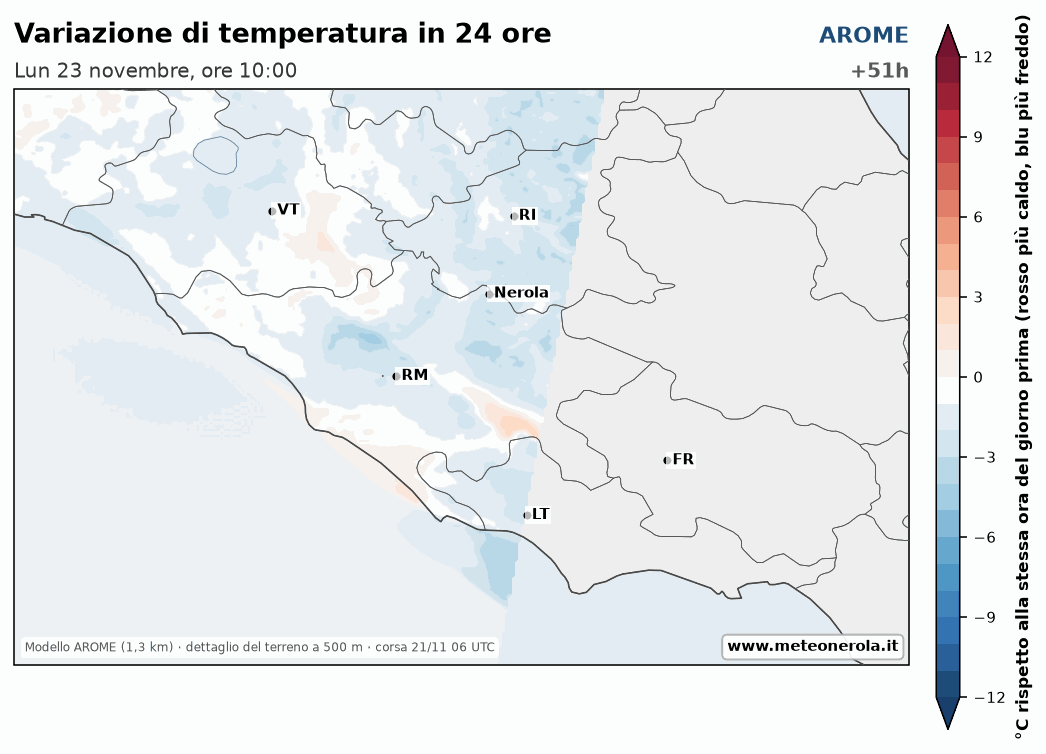 Variazione di temperatura in 24 ore
AROME
Lun 23 novembre, ore 10:00
+51h
VT
RI
Nerola
RM
FR
LT
Modello AROME (1,3 km) · dettaglio del terreno a 500 m · corsa 21/11 06 UTC
www.meteonerola.it
12
9
6
3
0
−3
−6
−9
−12
°C rispetto alla stessa ora del giorno prima (rosso più caldo, blu più freddo)